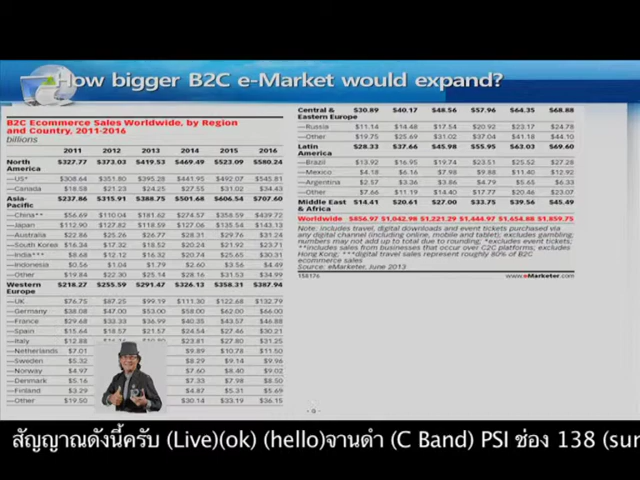 How bigger B2C e-Market would expand?
B2C Ecommerce Sales Worldwide, by Region
and Country, 2011-2016
billions
2011 2012 2013 2014 2015 2016
North America $327.77 $373.03 $419.53 $469.49 $523.09 $580.24
—US* $308.64 $351.80 $395.28 $441.95 $492.07 $545.81
—Canada $18.58 $21.23 $24.25 $27.55 $31.02 $34.43
Asia-Pacific $237.86 $315.91 $388.75 $501.68 $606.54 $707.60
—China** $56.69 $110.04 $181.62 $274.57 $358.59 $439.72
—Japan $112.90 $127.82 $118.59 $127.06 $135.54 $143.13
—Australia $22.86 $25.26 $26.77 $28.31 $29.76 $31.24
—South Korea $16.34 $17.32 $18.52 $20.24 $21.92 $23.71
—India*** $8.68 $12.12 $16.32 $20.74 $25.65 $30.31
—Indonesia $0.56 $1.04 $1.79 $2.60 $3.56 $4.49
—Other $19.84 $22.30 $25.14 $28.16 $31.53 $34.99
Western Europe $218.27 $255.59 $291.47 $326.13 $358.31 $387.94
—UK $76.75 $87.25 $99.19 $111.30 $122.68 $132.79
—Germany $38.08 $47.00 $53.00 $58.00 $62.00 $66.00
—France $29.68 $33.36 $36.99 $40.35 $43.57 $46.88
—Spain $15.64 $18.57 $21.57 $24.54 $27.46 $30.21
—Italy $12.88 $23.81 $27.80 $31.25
—Netherlands $7.01 $9.89 $10.78 $11.50
—Sweden $5.32 $8.29 $9.14 $9.96
—Norway $4.97 $7.60 $8.40 $9.02
—Denmark $5.16 $7.33 $7.98 $8.50
—Finland $3.29 $4.87 $5.31 $5.69
—Other $19.50 $30.14 $33.19 $36.15
Central & Eastern Europe $30.89 $40.17 $48.56 $57.96 $64.35 $68.88
—Russia $11.14 $14.48 $17.54 $20.92 $23.17 $24.78
—Other $19.75 $25.69 $31.02 $37.04 $41.18 $44.10
Latin America $28.33 $37.66 $45.98 $55.95 $63.03 $69.60
—Brazil $13.92 $16.95 $19.74 $23.51 $25.52 $27.28
—Mexico $4.18 $6.16 $7.98 $9.88 $11.40 $12.92
—Argentina $2.57 $3.36 $3.86 $4.79 $5.65 $6.33
—Other $7.66 $11.19 $14.40 $17.77 $20.46 $23.07
Middle East & Africa $14.41 $20.61 $27.00 $33.75 $39.56 $45.49
Worldwide $856.97 $1,042.98 $1,221.29 $1,444.97 $1,654.88 $1,859.75
Note: includes travel, digital downloads and event tickets purchased via
any digital channel (including online, mobile and tablet); excludes gambling;
numbers may not add up to total due to rounding; *excludes event tickets;
**includes sales from businesses that occur over C2C platforms; excludes
Hong Kong; ***digital travel sales represent roughly 80% of B2C
ecommerce sales
Source: eMarketer, June 2013
158176 www.eMarketer.com
สัญญาณดังนี้ครับ (Live)(ok) (hello)จานดำ (C Band) PSI ช่อง 138 (sur